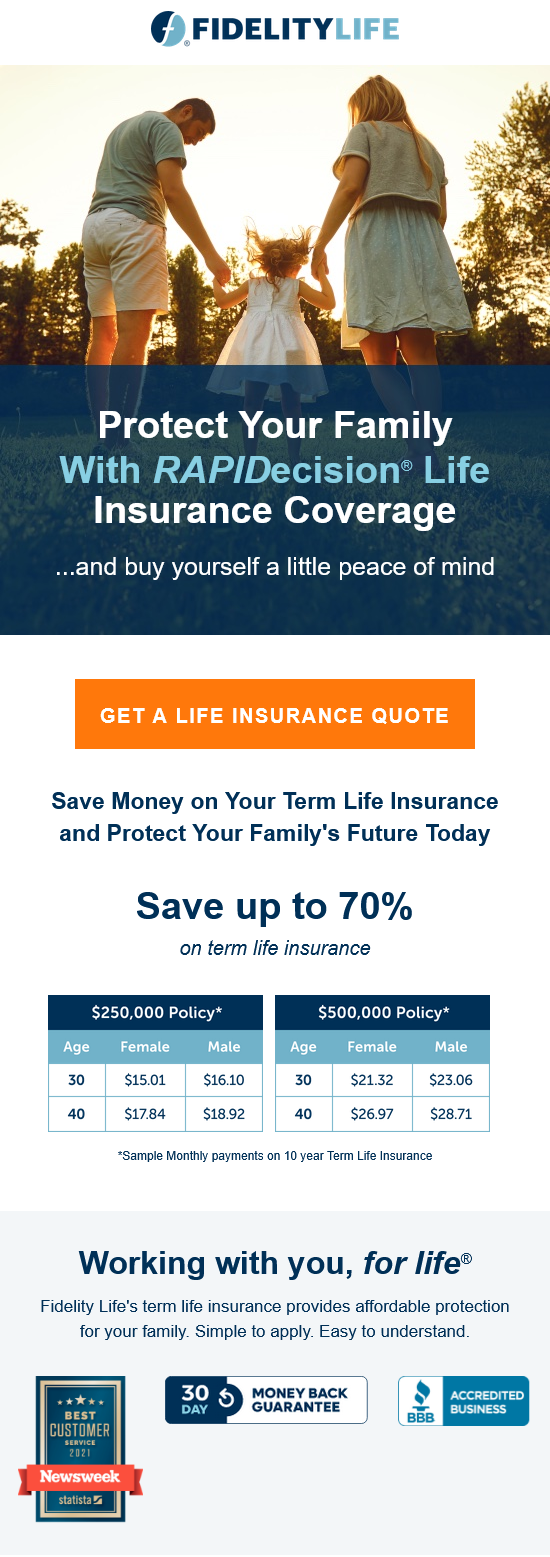 FIDELITYLIFE®
Protect Your Family
With RAPIDecision® Life
Insurance Coverage
...and buy yourself a little peace of mind
GET A LIFE INSURANCE QUOTE
Save Money on Your Term Life Insurance
and Protect Your Family's Future Today
Save up to 70%
on term life insurance
$250,000 Policy*
Age Female Male
30 $15.01 $16.10
40 $17.84 $18.92
$500,000 Policy*
Age Female Male
30 $21.32 $23.06
40 $26.97 $28.71
*Sample Monthly payments on 10 year Term Life Insurance
Working with you, for life®
Fidelity Life's term life insurance provides affordable protection
for your family. Simple to apply. Easy to understand.
BEST
CUSTOMER
SERVICE
2021
Newsweek
statista
30
DAY
MONEY BACK
GUARANTEE
BBB
ACCREDITED
BUSINESS